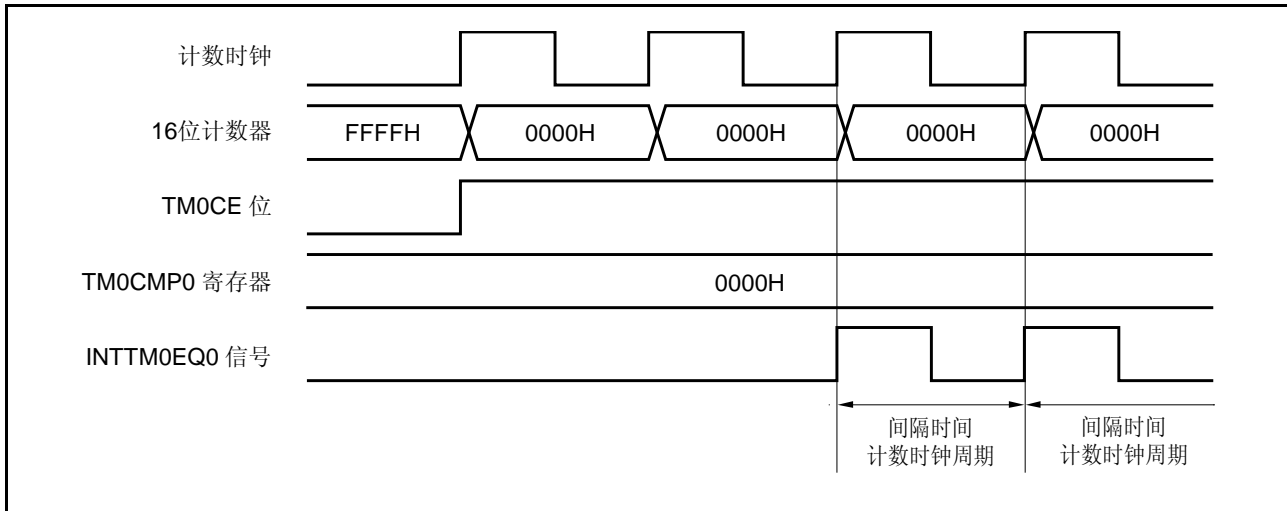 计数时钟
16位计数器
FFFFH
0000H
0000H
0000H
0000H
TM0CE 位
TM0CMP0 寄存器
0000H
INTTM0EQ0 信号
间隔时间
计数时钟周期
间隔时间
计数时钟周期